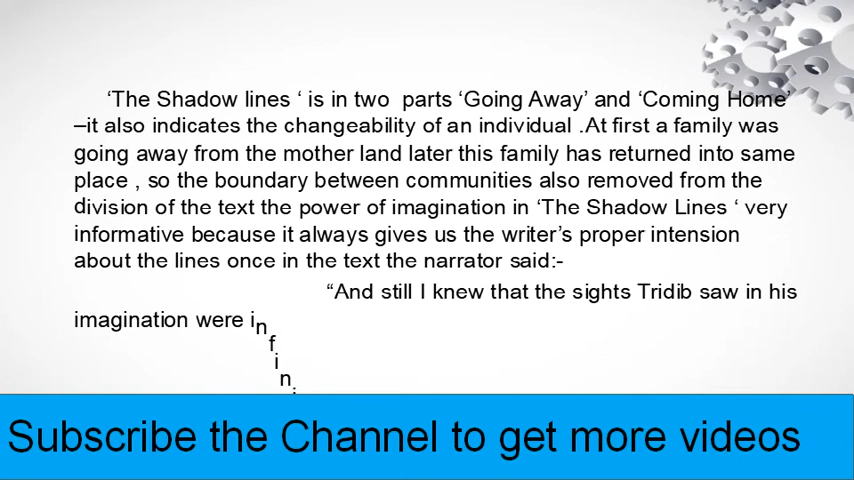 ‘The Shadow lines ‘ is in two parts ‘Going Away’ and ‘Coming Home’
–it also indicates the changeability of an individual .At first a family was
going away from the mother land later this family has returned into same
place , so the boundary between communities also removed from the
division of the text the power of imagination in ‘The Shadow Lines ‘ very
informative because it always gives us the writer’s proper intension
about the lines once in the text the narrator said:-
“And still I knew that the sights Tridib saw in his
imagination were infini
Subscribe the Channel to get more videos